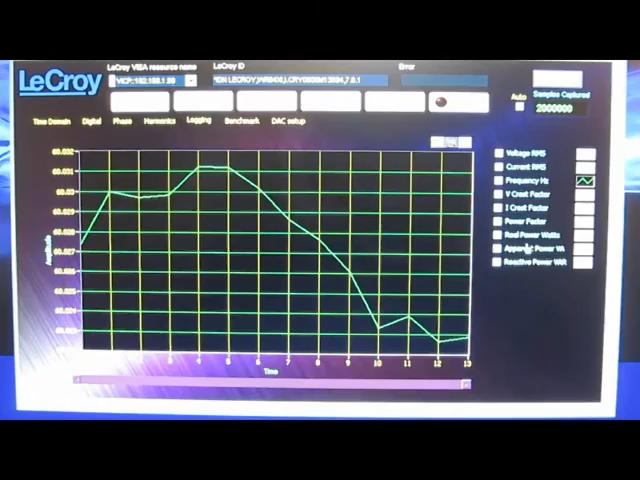 LeCroy
LeCroy VISA resource name
LeCroy ID
Error
VICP::192.168.1.20
Auto
Samples Captured
2000000
Time Domain Digital Phase Harmonics Logging Benchmark DAC setup
60.032
60.031
60.03
60.029
60.028
60.027
60.026
60.025
60.024
60.023
Amplitude
3 4 5 6 7 8 9 10 11 12 13
Time
Voltage RMS
Current RMS
Frequency Hz
V Crest Factor
I Crest Factor
Power Factor
Real Power Watts
Apparent Power VA
Reactive Power VAR